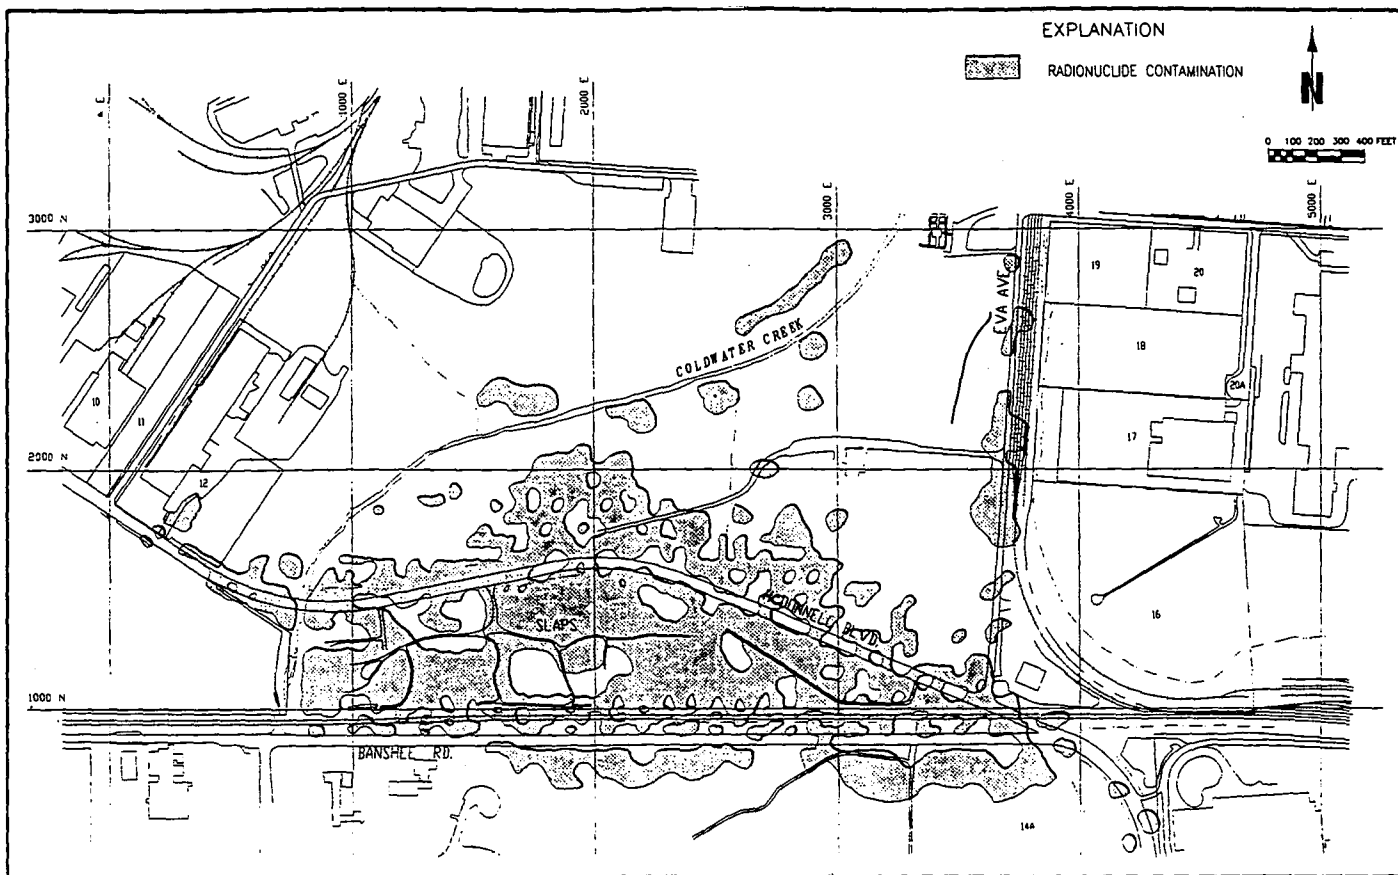 EXPLANATION
RADIONUCLIDE CONTAMINATION
N
0 100 200 300 400 FEET
1000 E
2000 E
3000 E
4000 E
5000 E
3000 N
EVA AVE.
19
20
COLDWATER CREEK
18
20A
10
11
17
2000 N
12
McDONNELL BLVD.
SLAPS
16
1000 N
BANSHEE RD.
14A